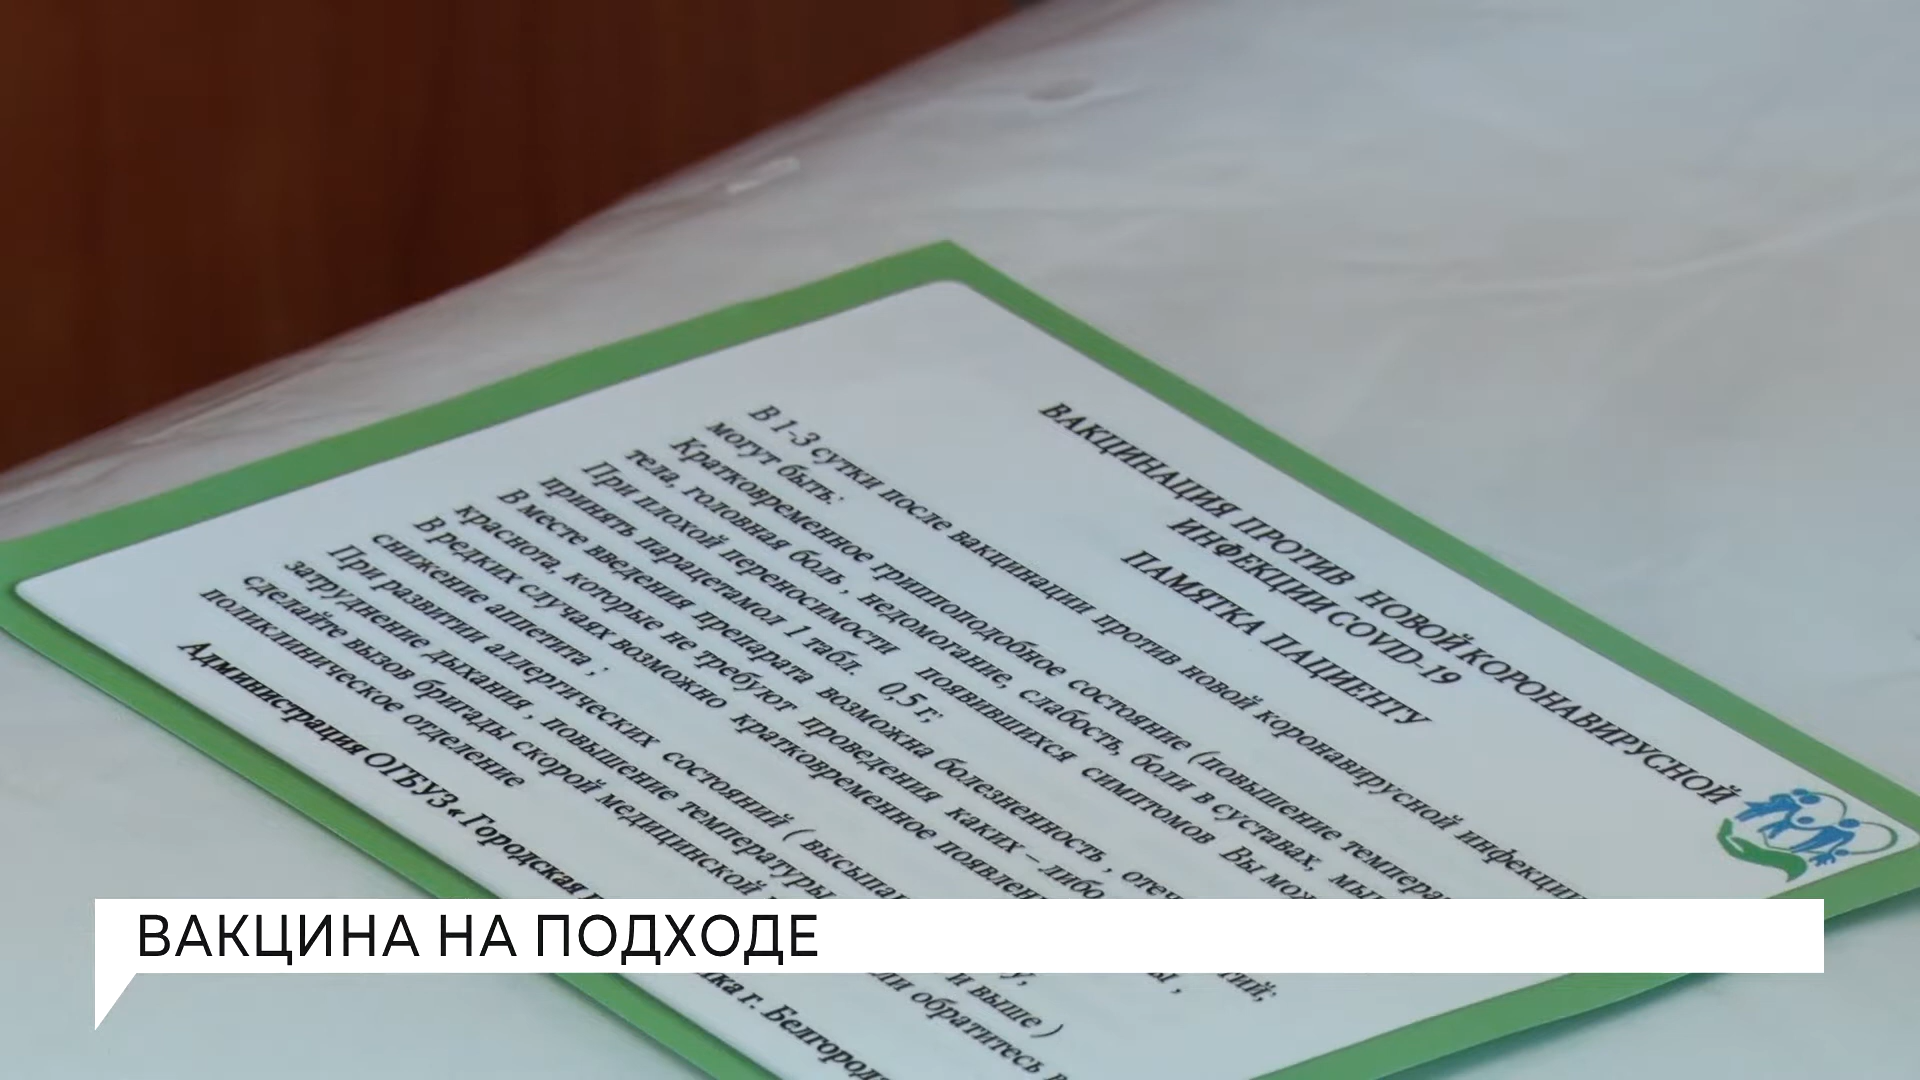 ВАКЦИНАЦИЯ ПРОТИВ НОВОЙ КОРОНАВИРУСНОЙ
ИНФЕКЦИИ COVID-19
ПАМЯТКА ПАЦИЕНТУ
В 1-3 сутки после вакцинации против новой коронавирусной инфекции
могут быть:
Кратковременное гриппоподобное состояние (повышение
тела, головная боль , недомогание, слабость, боли в суставах,
При плохой переносимости появившихся симптомов Вы
принять парацетамол 1 табл. 0,5 г;
В месте введения препарата возможна болезненность ,
краснота, которые не требуют проведения каких – либо
В редких случаях возможно кратковременное
снижение аппетита ;
При развитии аллергических состояний (
затруднение дыхания , повышение температуры и выше )
сделайте вызов бригады скорой медицинской обратитесь в
поликлиническое отделение
Администрация ОГБУЗ « Городская г.
ВАКЦИНА НА ПОДХОДЕ